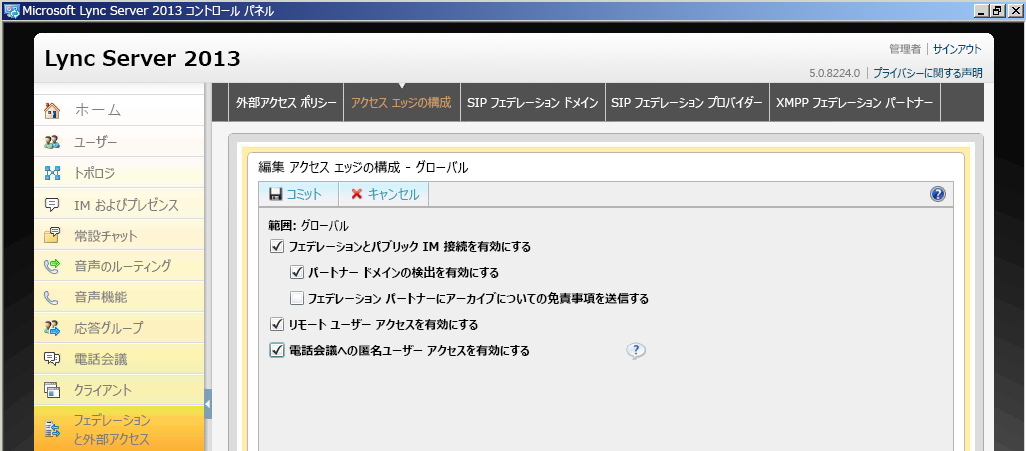 Microsoft Lync Server 2013 コントロール パネル
Lync Server 2013
管理者 | サインアウト
5.0.8224.0 | プライバシーに関する声明
ホーム
ユーザー
トポロジ
IM およびプレゼンス
常設チャット
音声のルーティング
音声機能
応答グループ
電話会議
クライアント
フェデレーション
と外部アクセス
外部アクセス ポリシー
アクセス エッジの構成
SIP フェデレーション ドメイン
SIP フェデレーション プロバイダー
XMPP フェデレーション パートナー
編集 アクセス エッジの構成 - グローバル
コミット
キャンセル
範囲: グローバル
フェデレーションとパブリック IM 接続を有効にする
パートナー ドメインの検出を有効にする
フェデレーション パートナーにアーカイブについての免責事項を送信する
リモート ユーザー アクセスを有効にする
電話会議への匿名ユーザー アクセスを有効にする